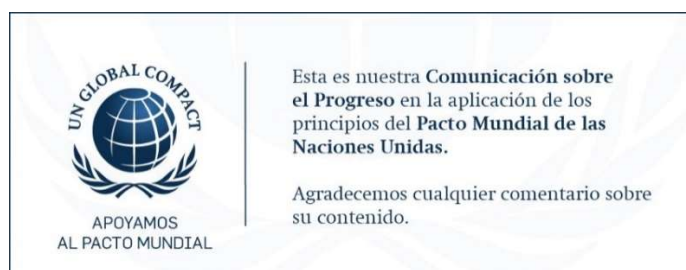 UN GLOBAL COMPACT
APOYAMOS
AL PACTO MUNDIAL
Esta es nuestra Comunicación sobre
el Progreso en la aplicación de los
principios del Pacto Mundial de las
Naciones Unidas.
Agradecemos cualquier comentario sobre
su contenido.